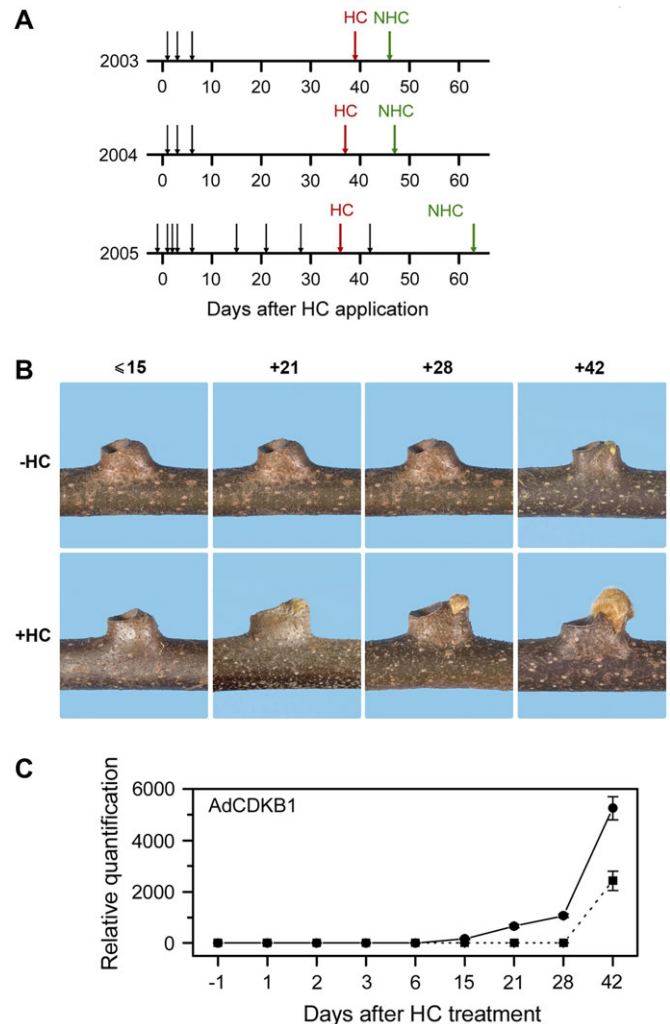 A
HC NHC
2003
0 10 20 30 40 50 60
HC NHC
2004
0 10 20 30 40 50 60
HC NHC
2005
0 10 20 30 40 50 60
Days after HC application
B
⩽15 +21 +28 +42
-HC
+HC
C
AdCDKB1
Relative quantification
6000
4000
2000
0
-1 1 2 3 6 15 21 28 42
Days after HC treatment